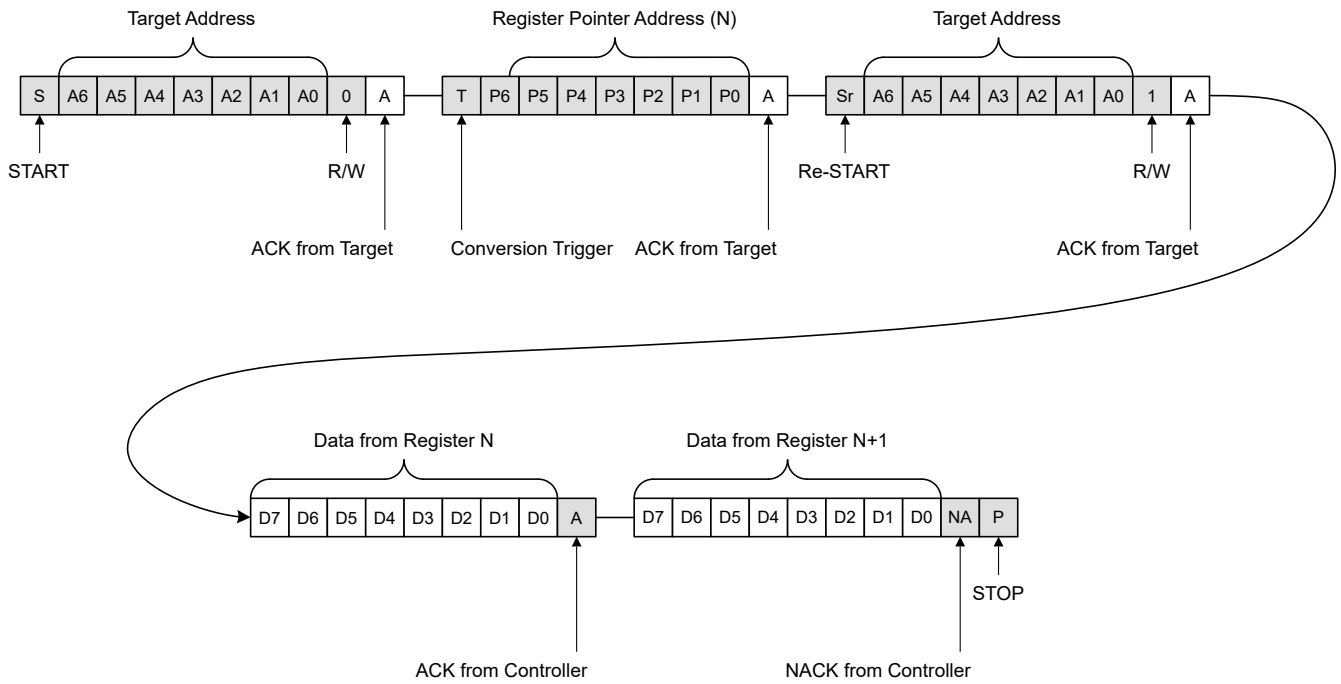 Target Address Register Pointer Address (N) Target Address
S A6 A5 A4 A3 A2 A1 A0 0 A T P6 P5 P4 P3 P2 P1 P0 A Sr A6 A5 A4 A3 A2 A1 A0 1 A
START R/W Re-START R/W
ACK from Target Conversion Trigger ACK from Target ACK from Target
Data from Register N Data from Register N+1
D7 D6 D5 D4 D3 D2 D1 D0 A D7 D6 D5 D4 D3 D2 D1 D0 NA P
STOP
ACK from Controller NACK from Controller